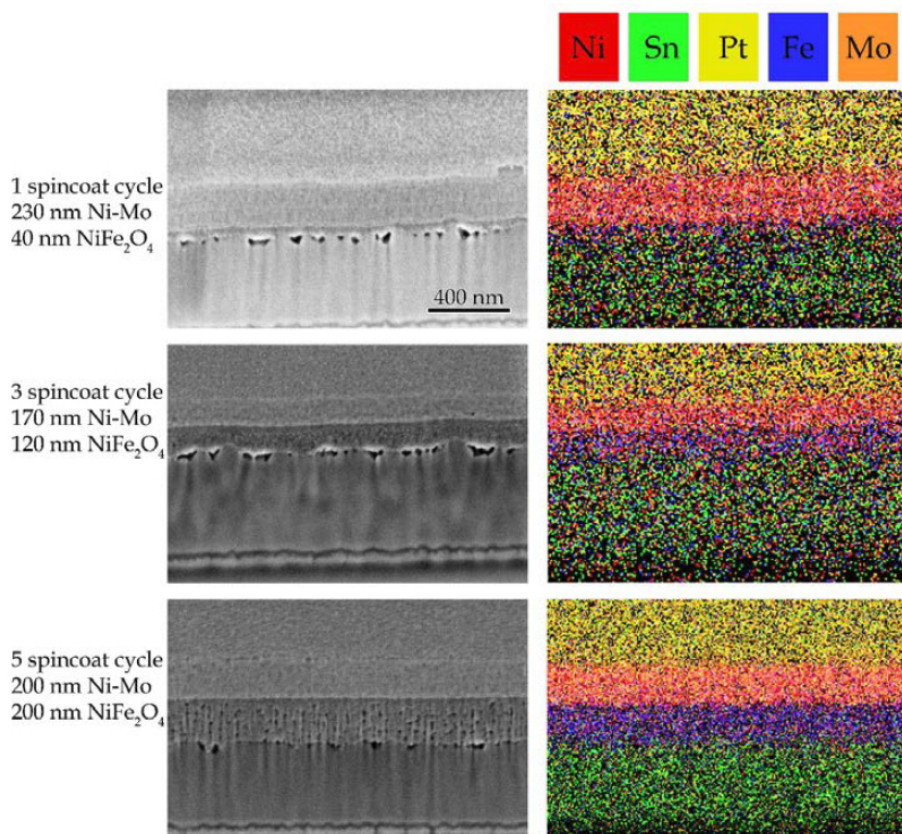 Ni Sn Pt Fe Mo
1 spincoat cycle
230 nm Ni-Mo
40 nm NiFe₂O₄
400 nm
3 spincoat cycle
170 nm Ni-Mo
120 nm NiFe₂O₄
5 spincoat cycle
200 nm Ni-Mo
200 nm NiFe₂O₄